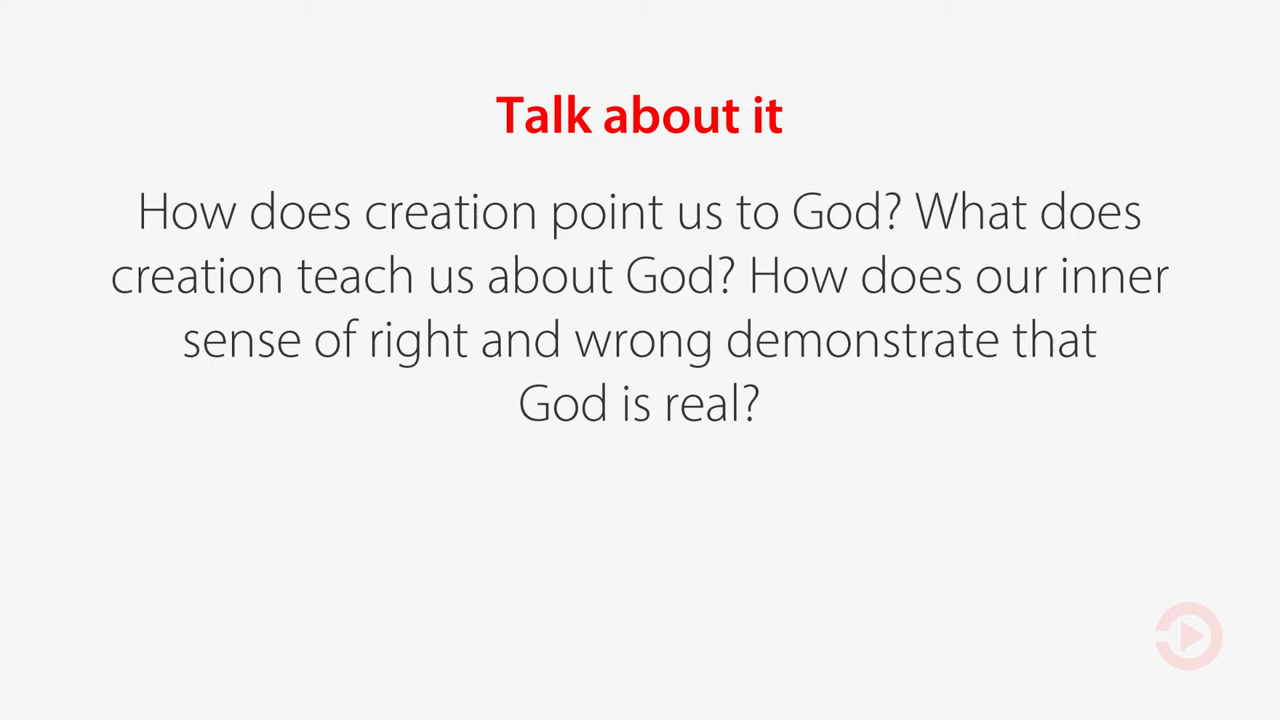 Talk about it
How does creation point us to God? What does
creation teach us about God? How does our inner
sense of right and wrong demonstrate that
God is real?